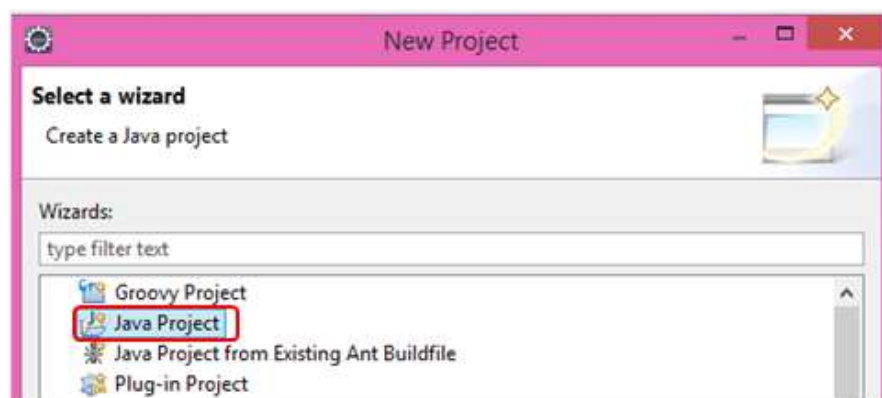 New Project
Select a wizard
Create a Java project
Wizards:
type filter text
Groovy Project
Java Project
Java Project from Existing Ant Buildfile
Plug-in Project